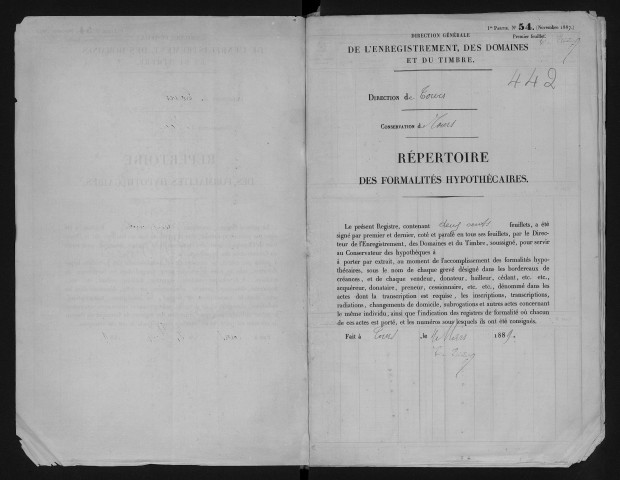 1re Partie. N° 54. (Novembre 1887.)
Premier feuillet.
DIRECTION GÉNÉRALE
DE L'ENREGISTREMENT, DES DOMAINES
ET DU TIMBRE.
442
DIRECTION de Tours
CONSERVATION de Tours
RÉPERTOIRE
DES FORMALITÉS HYPOTHÉCAIRES.
Le présent Registre, contenant deux cents feuillets, a été
signé par premier et dernier, coté et parafé en tous ses feuillets, par le Direc-
teur de l'Enregistrement, des Domaines et du Timbre, soussigné, pour servir
au Conservateur des hypothèques à
à porter par extrait, au moment de l'accomplissement des formalités hypo-
thécaires, sous le nom de chaque grevé désigné dans les bordereaux de
créances, et de chaque vendeur, donateur, bailleur, cédant, etc. etc.,
acquéreur, donataire, preneur, cessionnaire, etc. etc., dénommé dans les
actes dont la transcription est requise, les inscriptions, transcriptions,
radiations, changements de domicile, subrogations et autres actes concernant
le même individu, ainsi que l'indication des registres de formalité où chacun
de ces actes est porté, et les numéros sous lesquels ils ont été consignés.
Fait à Tours le Mars 1889.